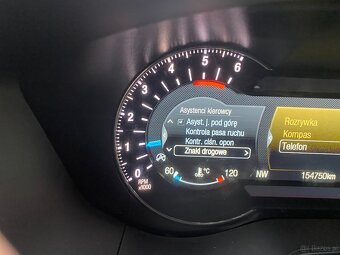 6
5
4
3
2
1
0
RPM
x1000
Asystenci kierowcy
Asyst. j. pod górę
Kontrola pasa ruchu
Kontr. ciśn. opon
Znaki drogowe
60
°C
120
Rozrywka
Kompas
Telefon
NW
154750km